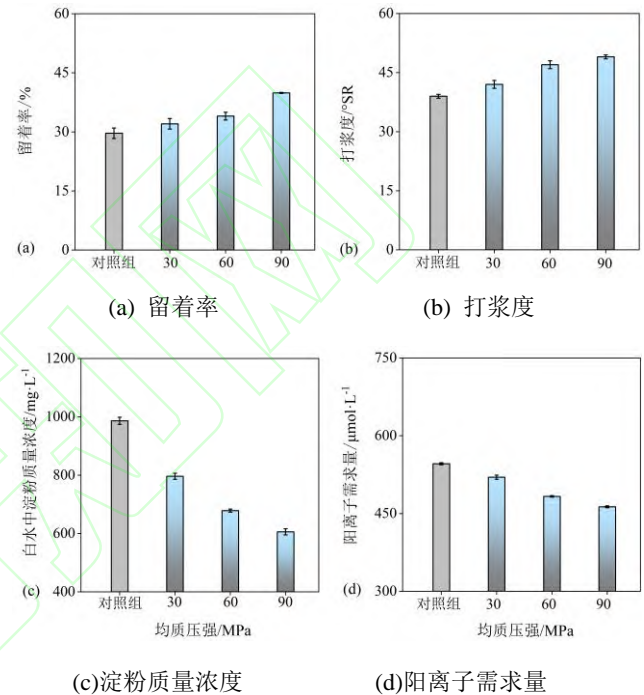 60
45
30
15
0
留着率/%
(a)
对照组 30 60 90
(a) 留着率
60
45
30
15
0
打浆度/°SR
(b)
对照组 30 60 90
(b) 打浆度
1200
1000
800
600
400
白水中淀粉质量浓度/mg·L⁻¹
(c)
对照组 30 60 90
均质压强/MPa
(c)淀粉质量浓度
750
600
450
300
阳离子需求量/μmol·L⁻¹
(d)
对照组 30 60 90
均质压强/MPa
(d)阳离子需求量